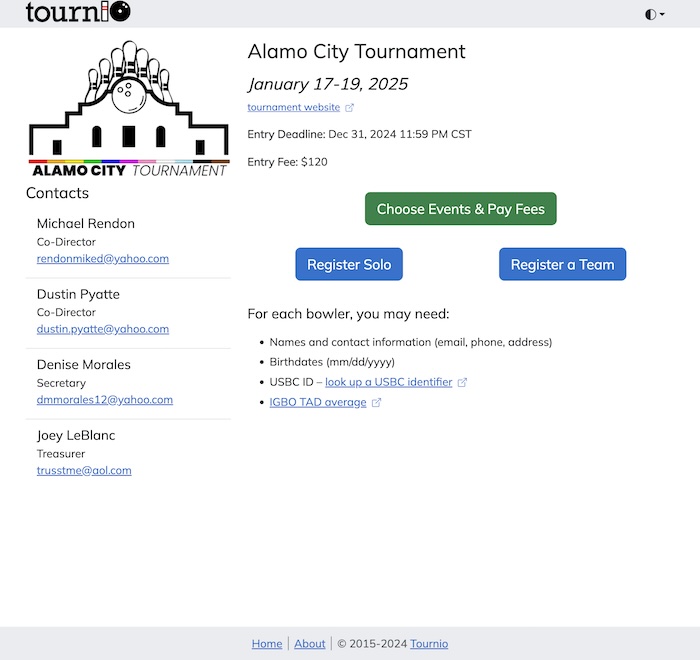 tournio
ALAMO CITY TOURNAMENT
Contacts
Michael Rendon
Co-Director
rendonmiked@yahoo.com
Dustin Pyatte
Co-Director
dustin.pyatte@yahoo.com
Denise Morales
Secretary
dmmorales12@yahoo.com
Joey LeBlanc
Treasurer
trusstme@aol.com
Alamo City Tournament
January 17-19, 2025
tournament website
Entry Deadline: Dec 31, 2024 11:59 PM CST
Entry Fee: $120
Choose Events & Pay Fees
Register Solo
Register a Team
For each bowler, you may need:
• Names and contact information (email, phone, address)
• Birthdates (mm/dd/yyyy)
• USBC ID – look up a USBC identifier
• IGBO TAD average
Home | About | © 2015-2024 Tournio